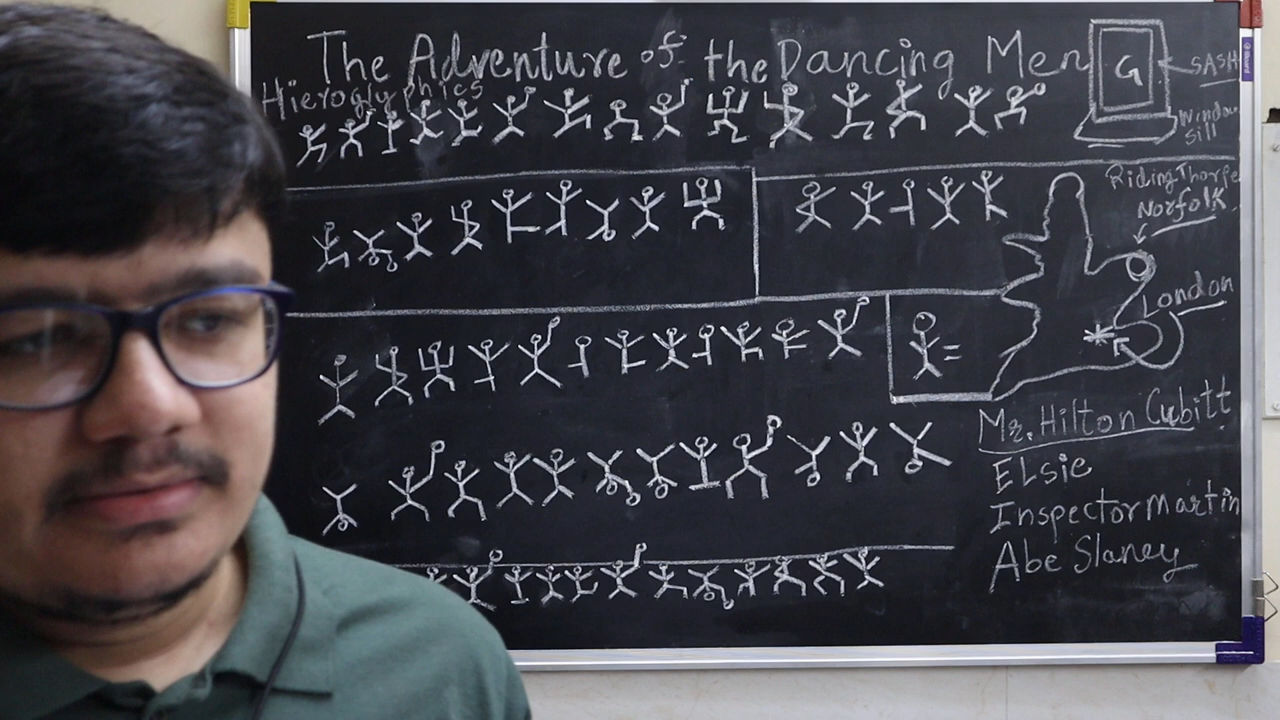 The Adventure of the Dancing Men
Hieroglyphics
G
SASH
Window
Sill
Riding Thorpe
Norfolk
London
=
Mr. Hilton Cubitt
ELsie
Inspector Martin
Abe Slaney